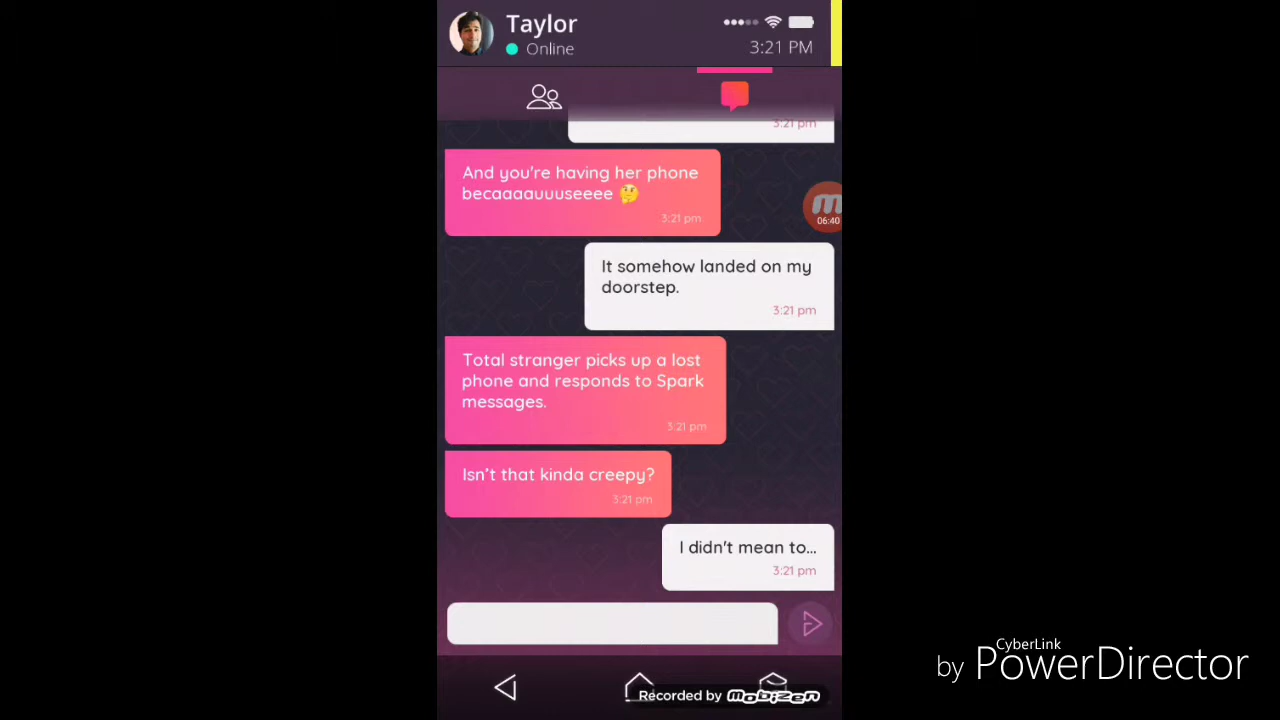 Taylor
Online
3:21 PM
3:21 pm
And you're having her phone
becaaaauuuseeee 🤔
3:21 pm
06:40
It somehow landed on my
doorstep.
3:21 pm
Total stranger picks up a lost
phone and responds to Spark
messages.
3:21 pm
Isn't that kinda creepy?
3:21 pm
I didn't mean to...
3:21 pm
CyberLink
by PowerDirector
Recorded by mobizen